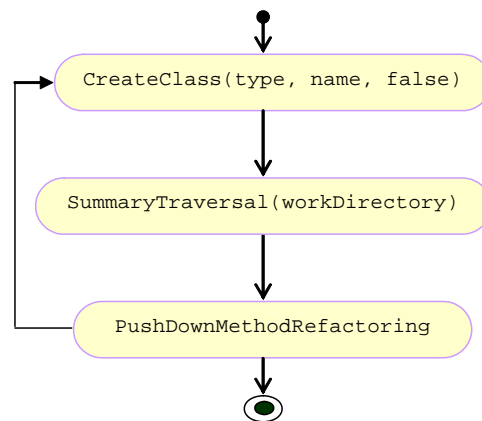 CreateClass(type, name, false)
SummaryTraversal(workDirectory)
PushDownMethodRefactoring